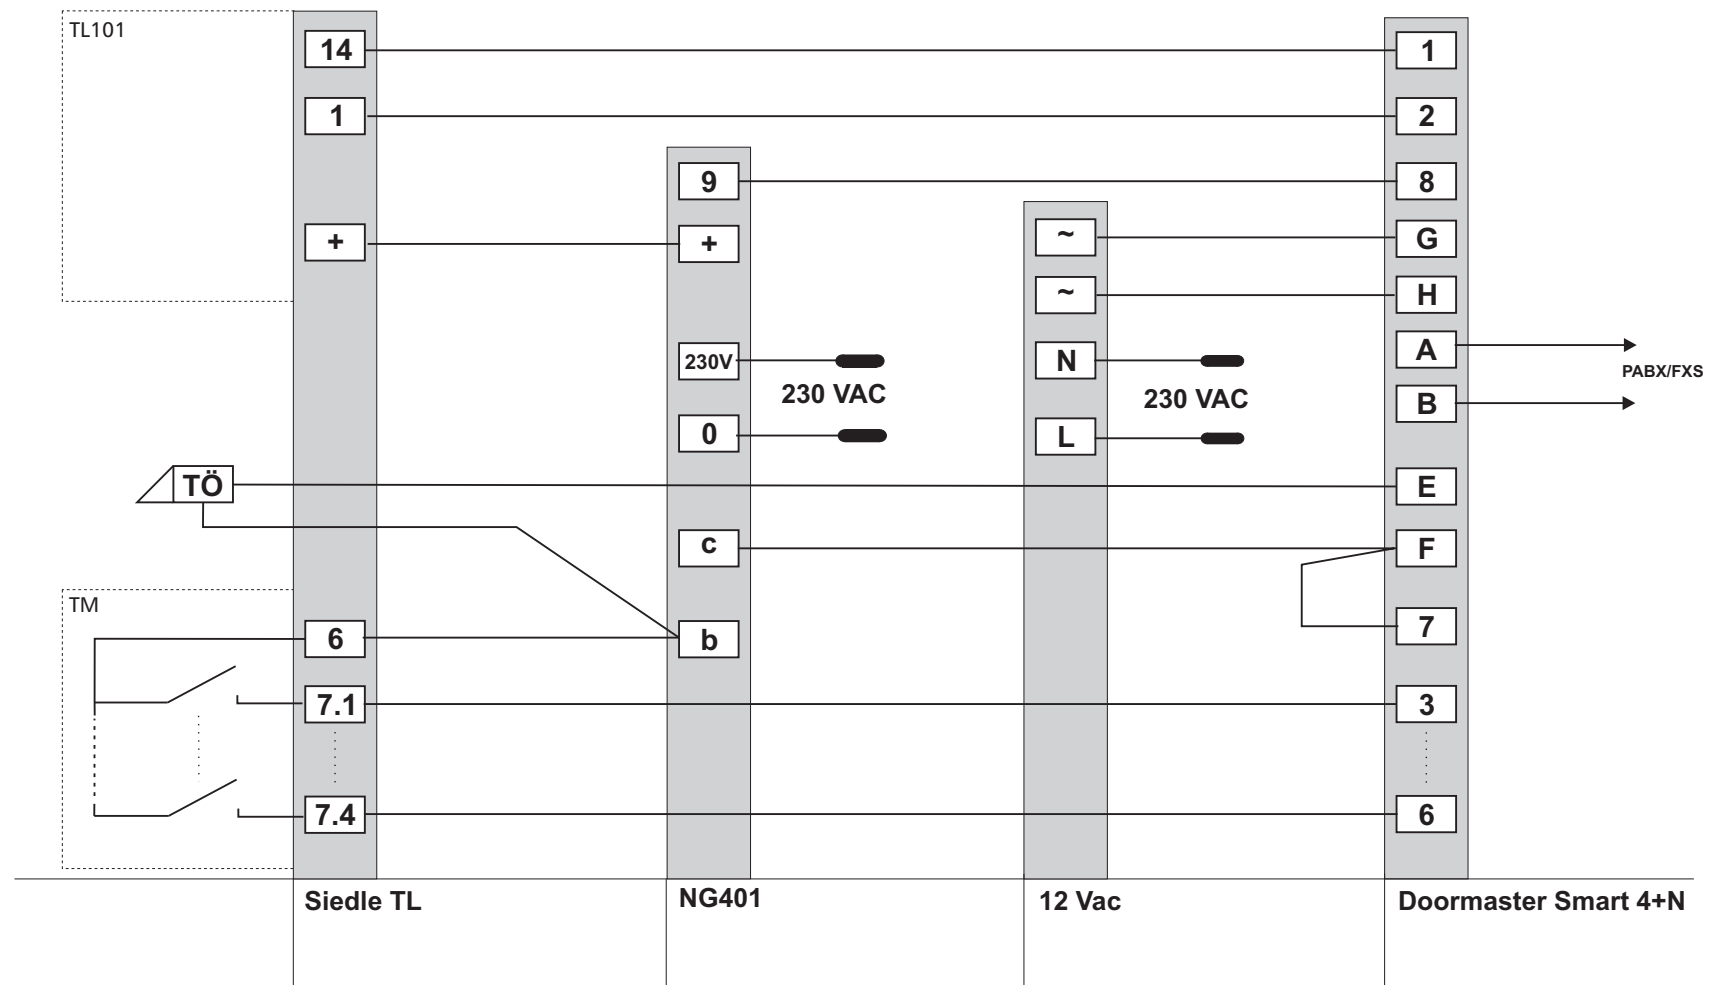 TL101
14
1
1
2
9
8
+
+
~
G
~
H
230V
N
A
PABX/FXS
230 VAC
230 VAC
B
0
L
TÖ
E
c
F
TM
6
b
7
7.1
3
7.4
6
Siedle TL
NG401
12 Vac
Doormaster Smart 4+N